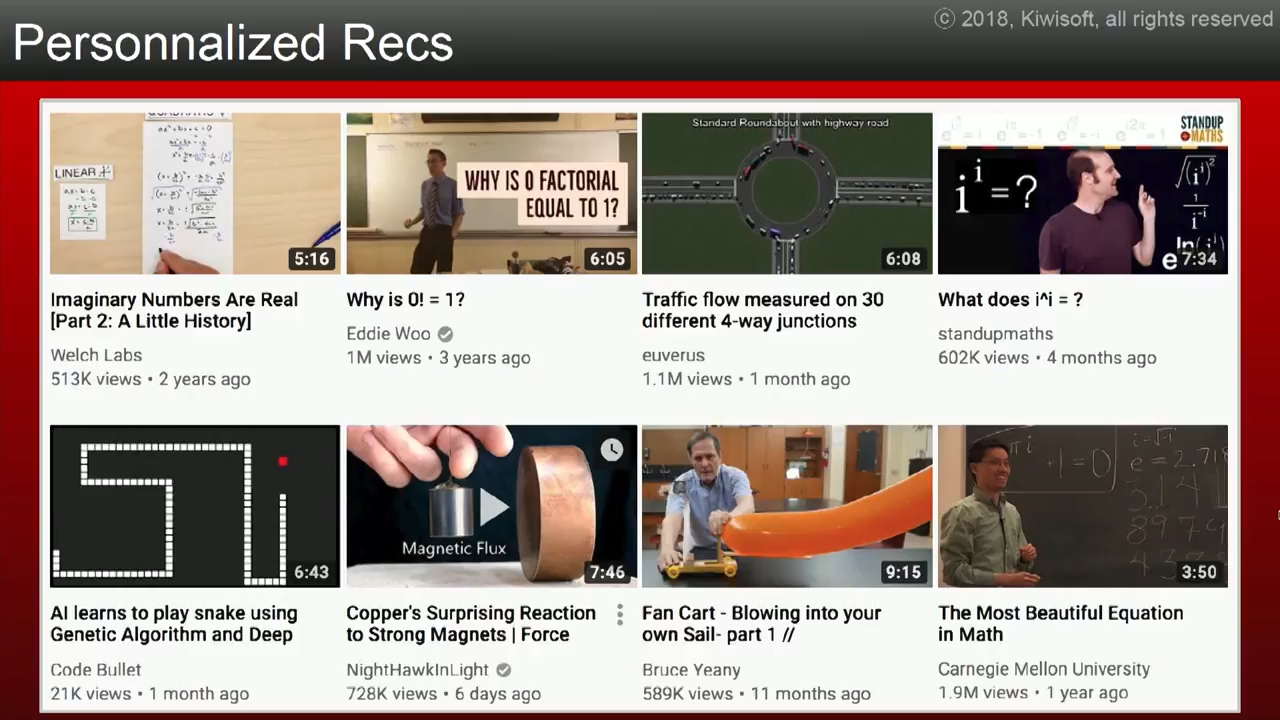 Personnalized Recs
© 2018, Kiwisoft, all rights reserved
LINEAR
5:16
WHY IS 0 FACTORIAL
EQUAL TO 1?
6:05
Standard Roundabout with highway road
6:08
STANDUP
MATHS
i^i = ?
7:34
Imaginary Numbers Are Real
[Part 2: A Little History]
Welch Labs
513K views • 2 years ago
Why is 0! = 1?
Eddie Woo
1M views • 3 years ago
Traffic flow measured on 30
different 4-way junctions
euverus
1.1M views • 1 month ago
What does i^i = ?
standupmaths
602K views • 4 months ago
6:43
Magnetic Flux
7:46
9:15
+1=0
3:50
AI learns to play snake using
Genetic Algorithm and Deep
Code Bullet
21K views • 1 month ago
Copper's Surprising Reaction
to Strong Magnets | Force
NightHawkInLight
728K views • 6 days ago
Fan Cart - Blowing into your
own Sail- part 1 //
Bruce Yeany
589K views • 11 months ago
The Most Beautiful Equation
in Math
Carnegie Mellon University
1.9M views • 1 year ago